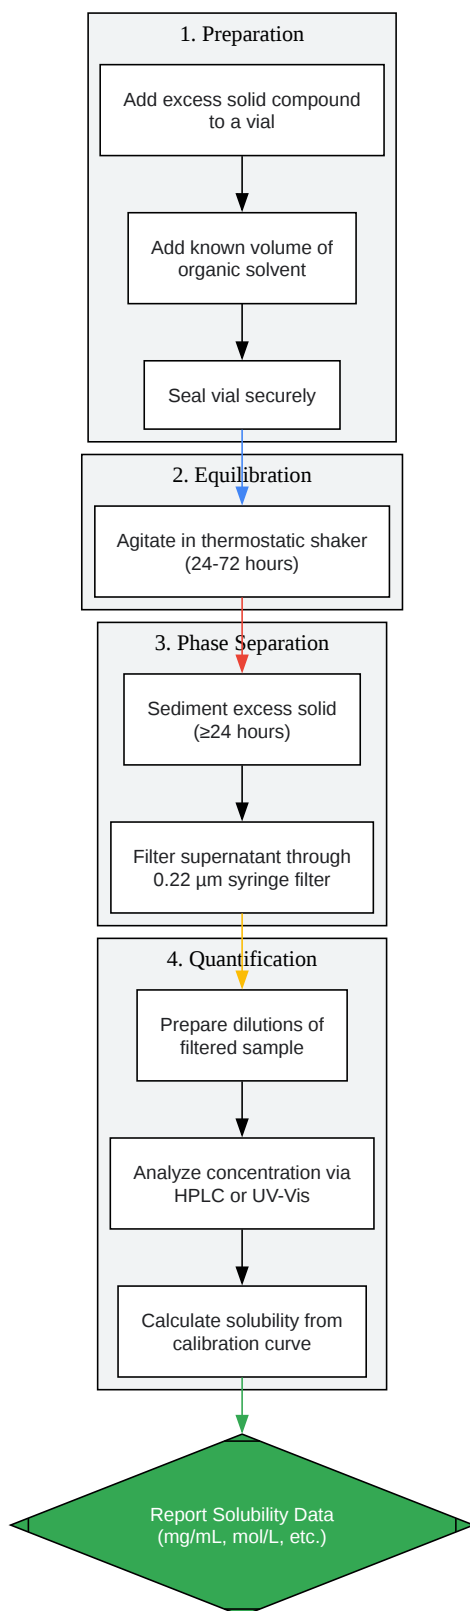 1. Preparation
Add excess solid compound
to a vial
Add known volume of
organic solvent
Seal vial securely
2. Equilibration
Agitate in thermostatic shaker
(24-72 hours)
3. Phase Separation
Sediment excess solid
(≥24 hours)
Filter supernatant through
0.22 µm syringe filter
4. Quantification
Prepare dilutions of
filtered sample
Analyze concentration via
HPLC or UV-Vis
Calculate solubility from
calibration curve
Report Solubility Data
(mg/mL, mol/L, etc.)